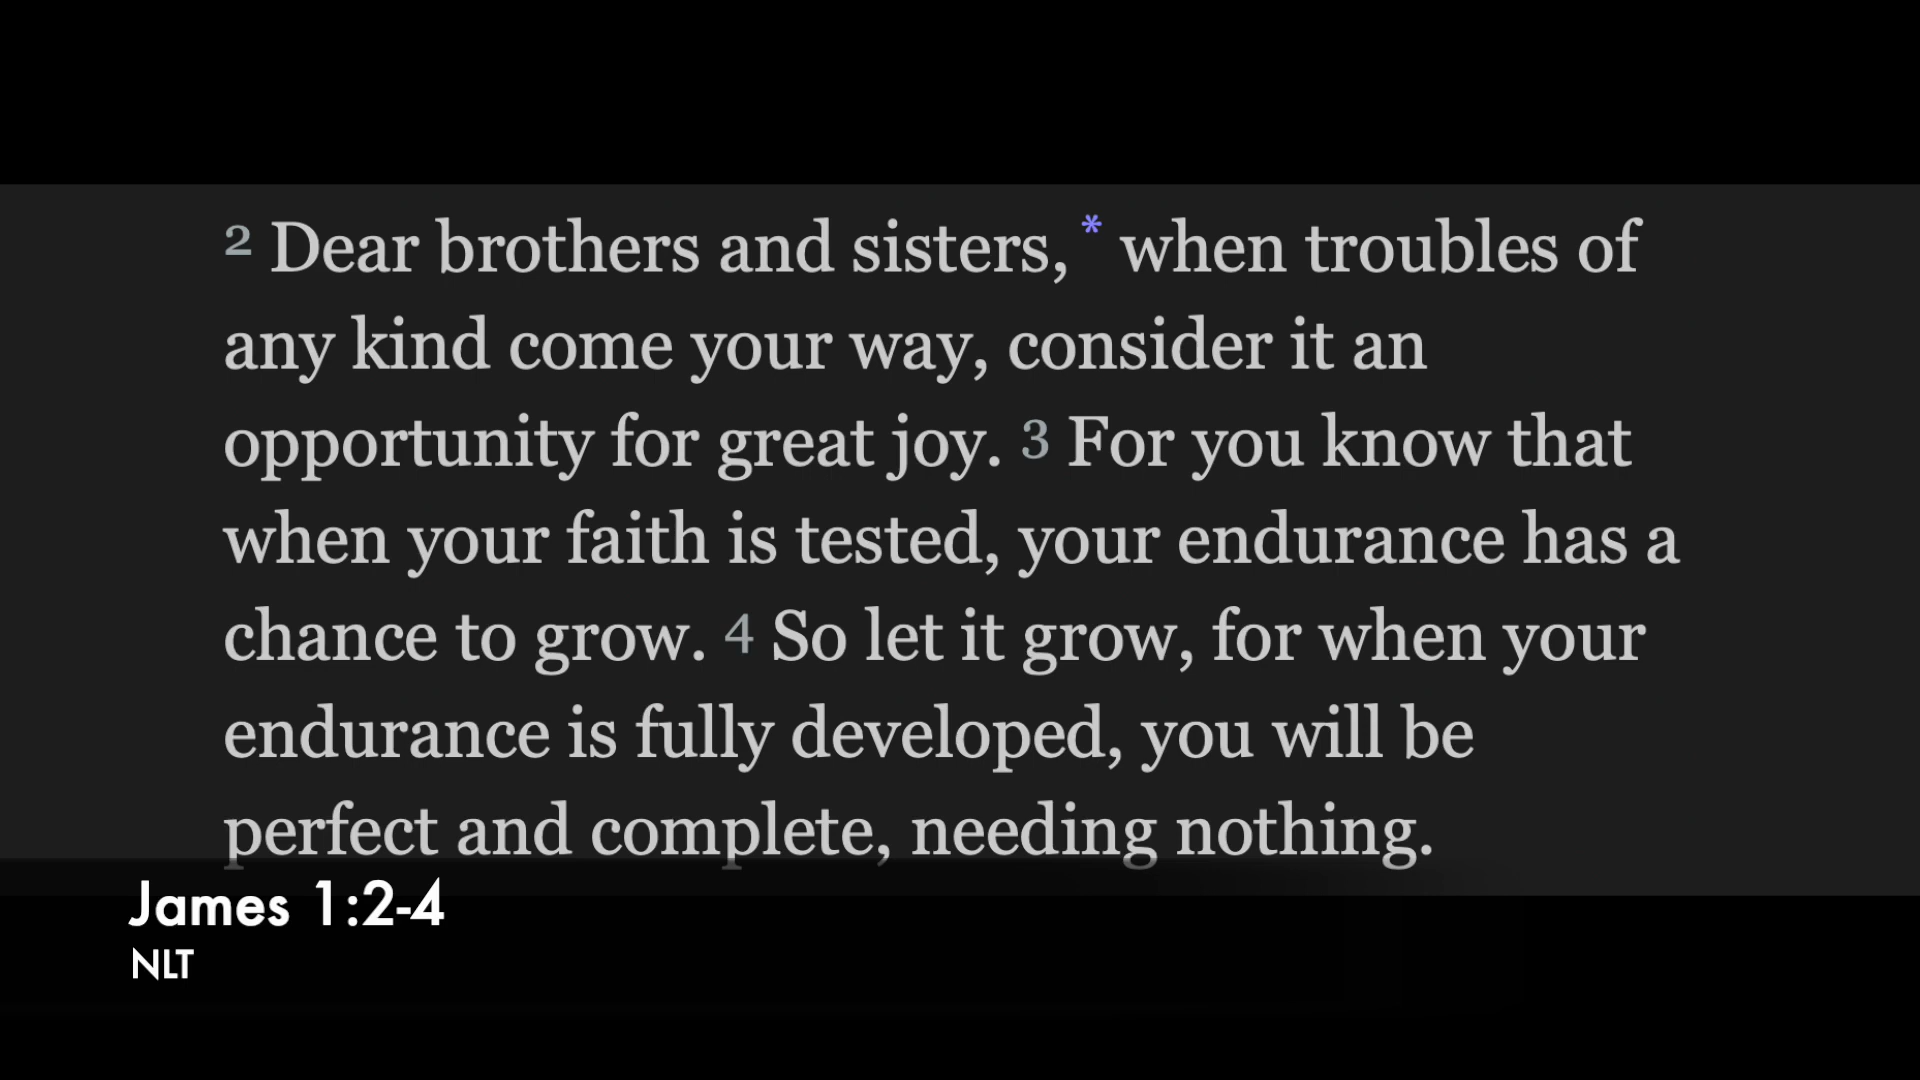 2 Dear brothers and sisters,* when troubles of
any kind come your way, consider it an
opportunity for great joy. 3 For you know that
when your faith is tested, your endurance has a
chance to grow. 4 So let it grow, for when your
endurance is fully developed, you will be
perfect and complete, needing nothing.
James 1:2-4
NLT